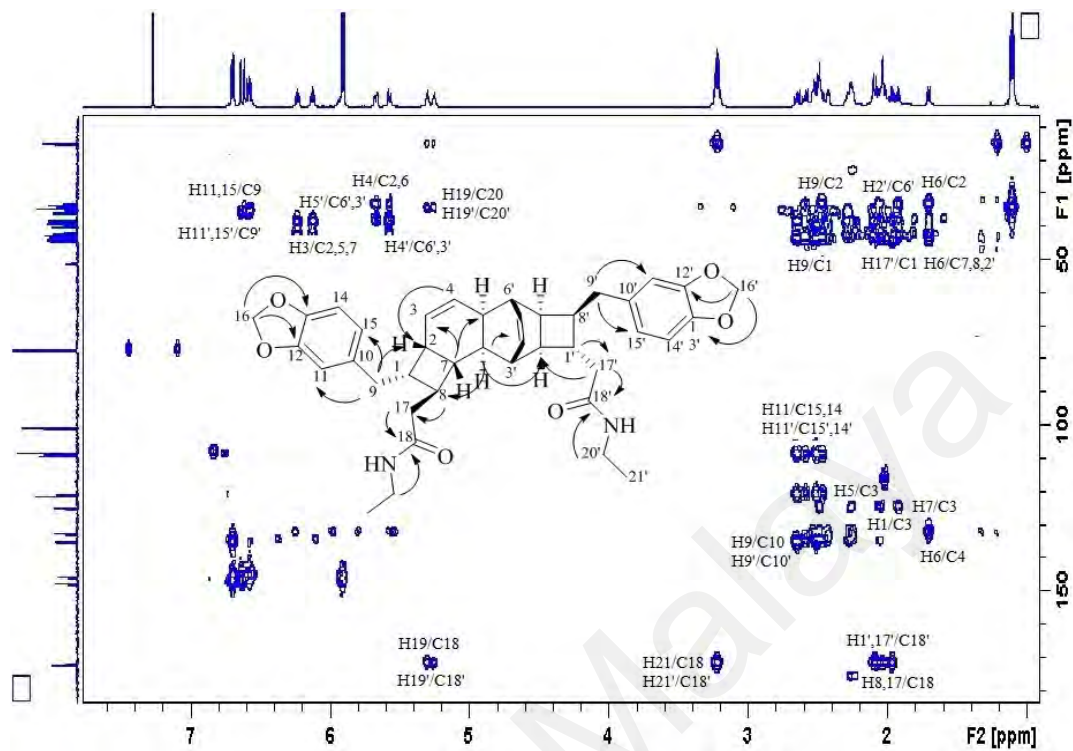 H11,15/C9
H11',15'/C9'
H5'/C6',3'
H3/C2,5,7
H4/C2,6
H4'/C6',3'
H19/C20
H19'/C20'
H9/C2
H2'/C6'
H6/C2
H9/C1
H17'/C1
H6/C7,8,2'
F1 [ppm]
50
100
150
16
O
O
14
15
12
11
10
9
3
4
2
1
7
8
H
H
H
H
H
H
6'
3'
17
18
O
HN
8'
1'
9'
10'
12'
13'
14'
15'
16'
O
O
17'
18'
O
NH
20'
21'
H11/C15,14
H11'/C15',14'
H5/C3
H7/C3
H1/C3
H9/C10
H9'/C10'
H6/C4
H19/C18
H19'/C18'
H21/C18
H21'/C18'
H1',17'/C18'
H8,17/C18
Malaya
7
6
5
4
3
2
F2 [ppm]